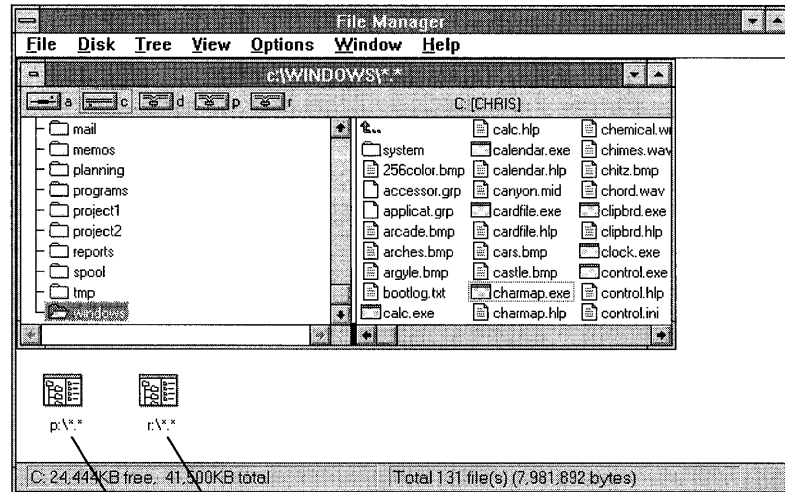 File Manager
File Disk Tree View Options Window Help
c:\WINDOWS\*.*
a c d p r C: [CHRIS]
mail
memos
planning
programs
project1
project2
reports
spool
tmp
windows
t..
system
256color.bmp
accessor.grp
applicat.grp
arcade.bmp
arches.bmp
argyle.bmp
bootlog.txt
calc.exe
calc.hlp
calendar.exe
calendar.hlp
canyon.mid
cardfile.exe
cardfile.hlp
cars.bmp
castle.bmp
charmap.exe
charmap.hlp
chemical.wr
chimes.wav
chitz.bmp
chord.wav
clipbrd.exe
clipbrd.hlp
clock.exe
control.exe
control.hlp
control.ini
p:\*.*
r:\*.*
C: 24,444KB free, 41,500KB total Total 131 file(s) (7,981,892 bytes)